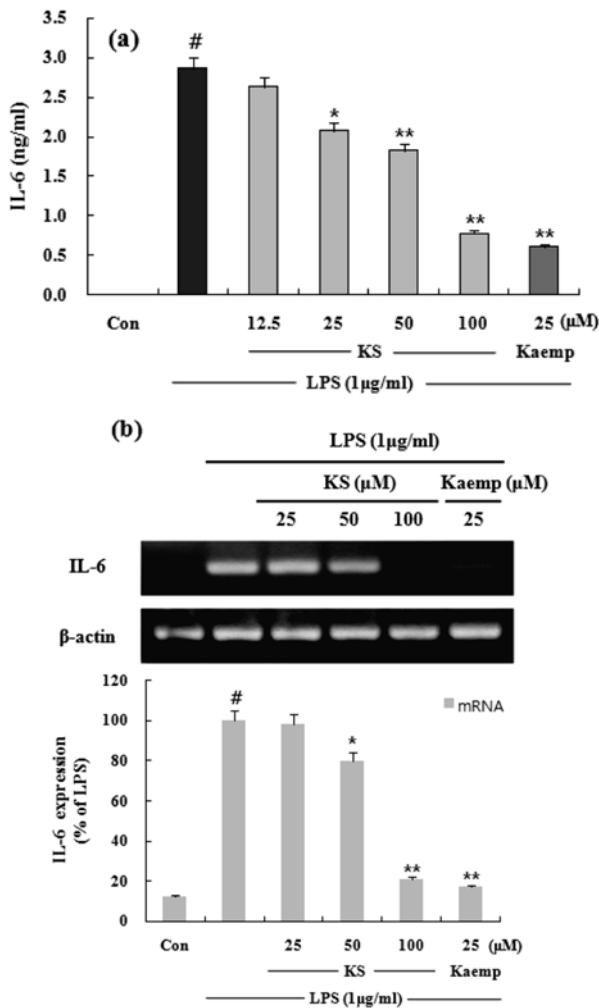 (a)
#
3.5
3.0
2.5
2.0
1.5
1.0
0.5
0.0
IL-6 (ng/ml)
*
**
**
**
Con 12.5 25 50 100 25 (μM)
KS Kaemp
LPS (1μg/ml)
(b)
LPS (1μg/ml)
KS (μM) Kaemp (μM)
25 50 100 25
IL-6
β-actin
120
100
80
60
40
20
0
IL-6 expression
(% of LPS)
#
mRNA
*
**
**
Con 25 50 100 25 (μM)
KS Kaemp
LPS (1μg/ml)